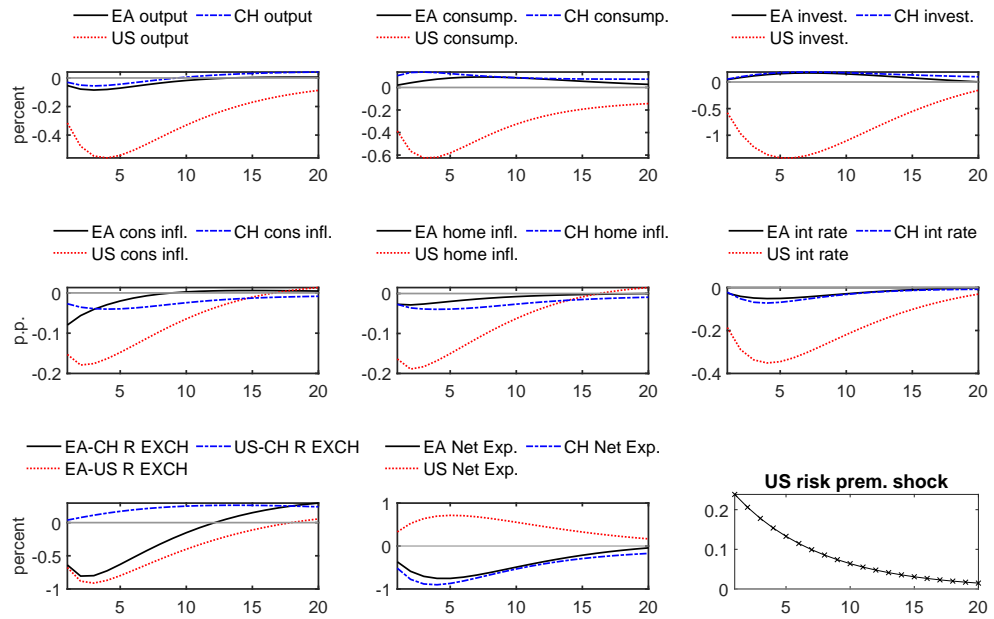 EA output CH output
US output
EA consump. CH consump.
US consump.
EA invest. CH invest.
US invest.
percent
0
-0.2
-0.4
5 10 15 20
0
-0.2
-0.4
-0.6
5 10 15 20
0
-0.5
-1
5 10 15 20
EA cons infl. CH cons infl.
US cons infl.
EA home infl. CH home infl.
US home infl.
EA int rate CH int rate
US int rate
p.p.
0
-0.1
-0.2
5 10 15 20
0
-0.1
-0.2
5 10 15 20
0
-0.2
-0.4
5 10 15 20
EA-CH R EXCH US-CH R EXCH
EA-US R EXCH
EA Net Exp. CH Net Exp.
US Net Exp.
US risk prem. shock
percent
0
-0.5
-1
5 10 15 20
1
0
-1
5 10 15 20
0.2
0.1
0
5 10 15 20